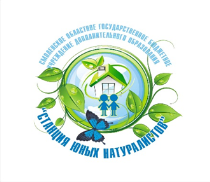 СМОЛЕНСКОЕ ОБЛАСТНОЕ ГОСУДАРСТВЕННОЕ БЮДЖЕТНОЕ
УЧРЕЖДЕНИЕ ДОПОЛНИТЕЛЬНОГО ОБРАЗОВАНИЯ
"СТАНЦИЯ ЮНЫХ НАТУРАЛИСТОВ"